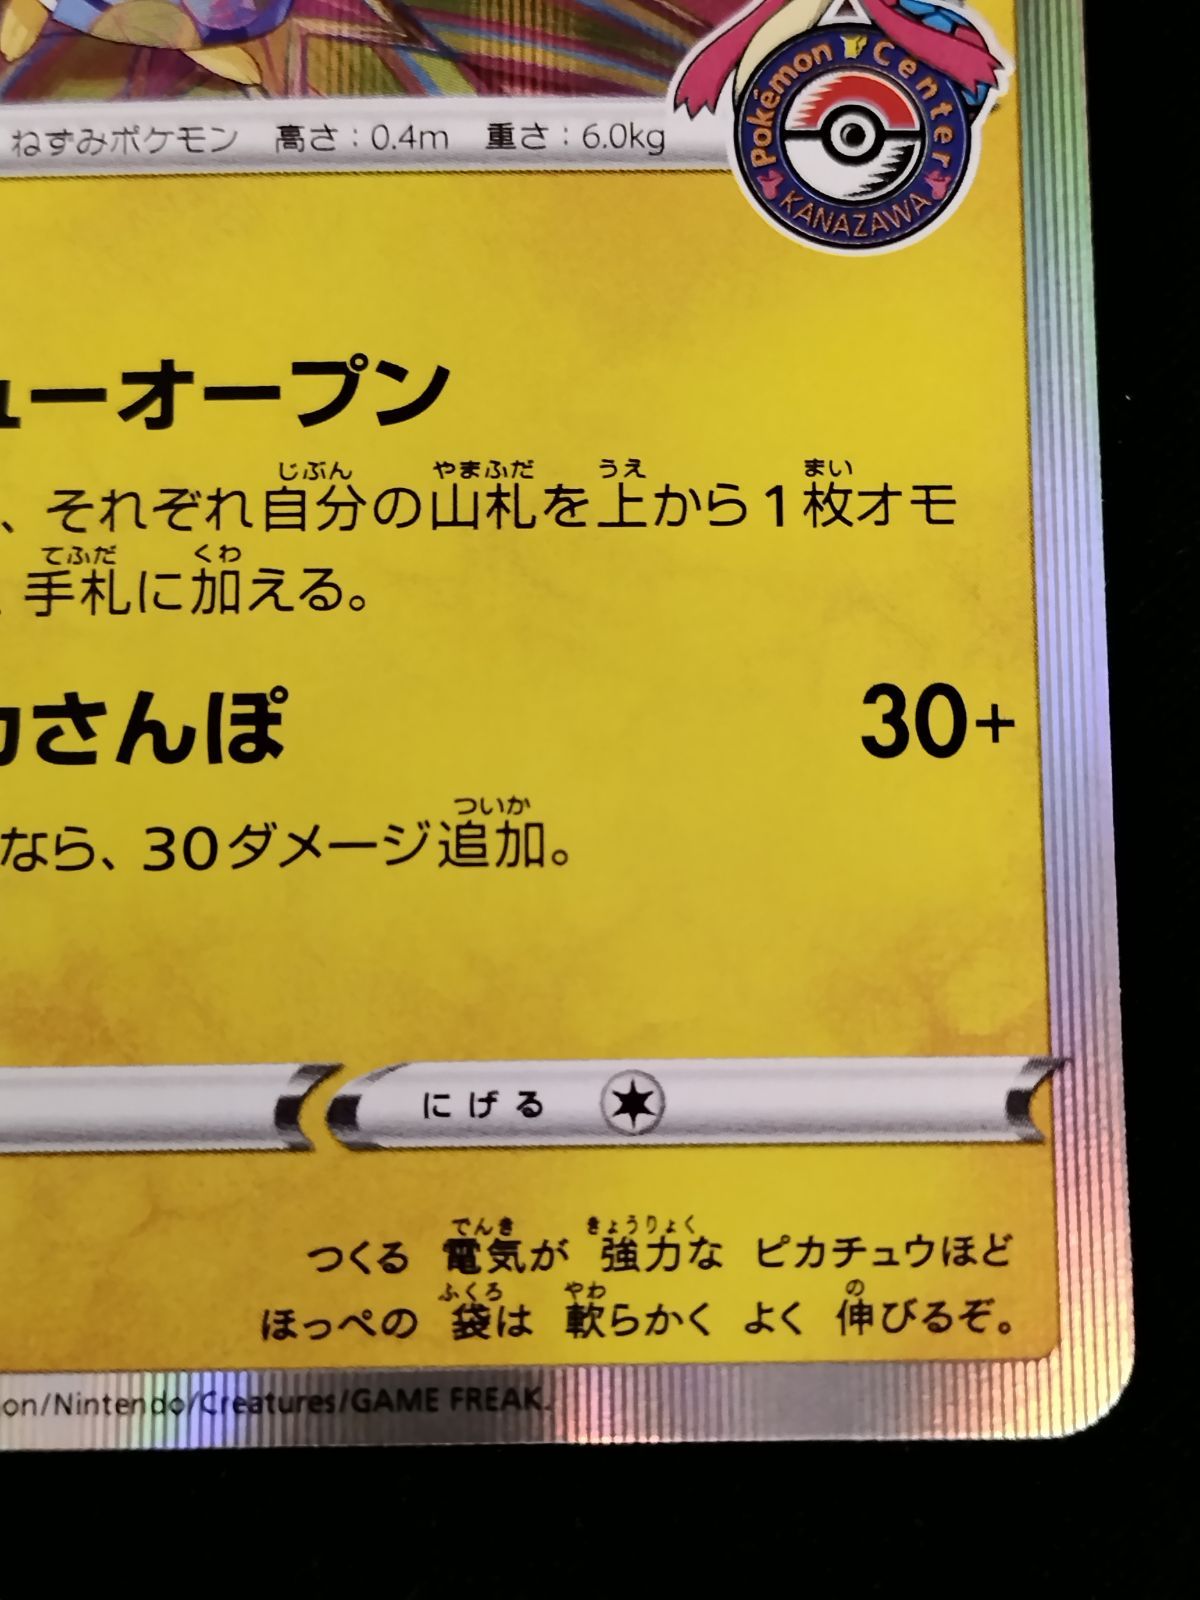 ねずみポケモン 高さ：0.4m 重さ：6.0kg
Pokémon Center
KANAZAWA
ューオープン
じぶん やまふだ うえ まい
、それぞれ自分の山札を上から1枚オモ
てふだ くわ
手札に加える。
カさんぽ 30+
ついか
なら、30ダメージ追加。
にげる
でんき きょうりょく
つくる 電気が 強力な ピカチュウほど
ふくろ やわ の
ほっぺの 袋は 軟らかく よく 伸びるぞ。
on/Nintendo/Creatures/GAME FREAK.